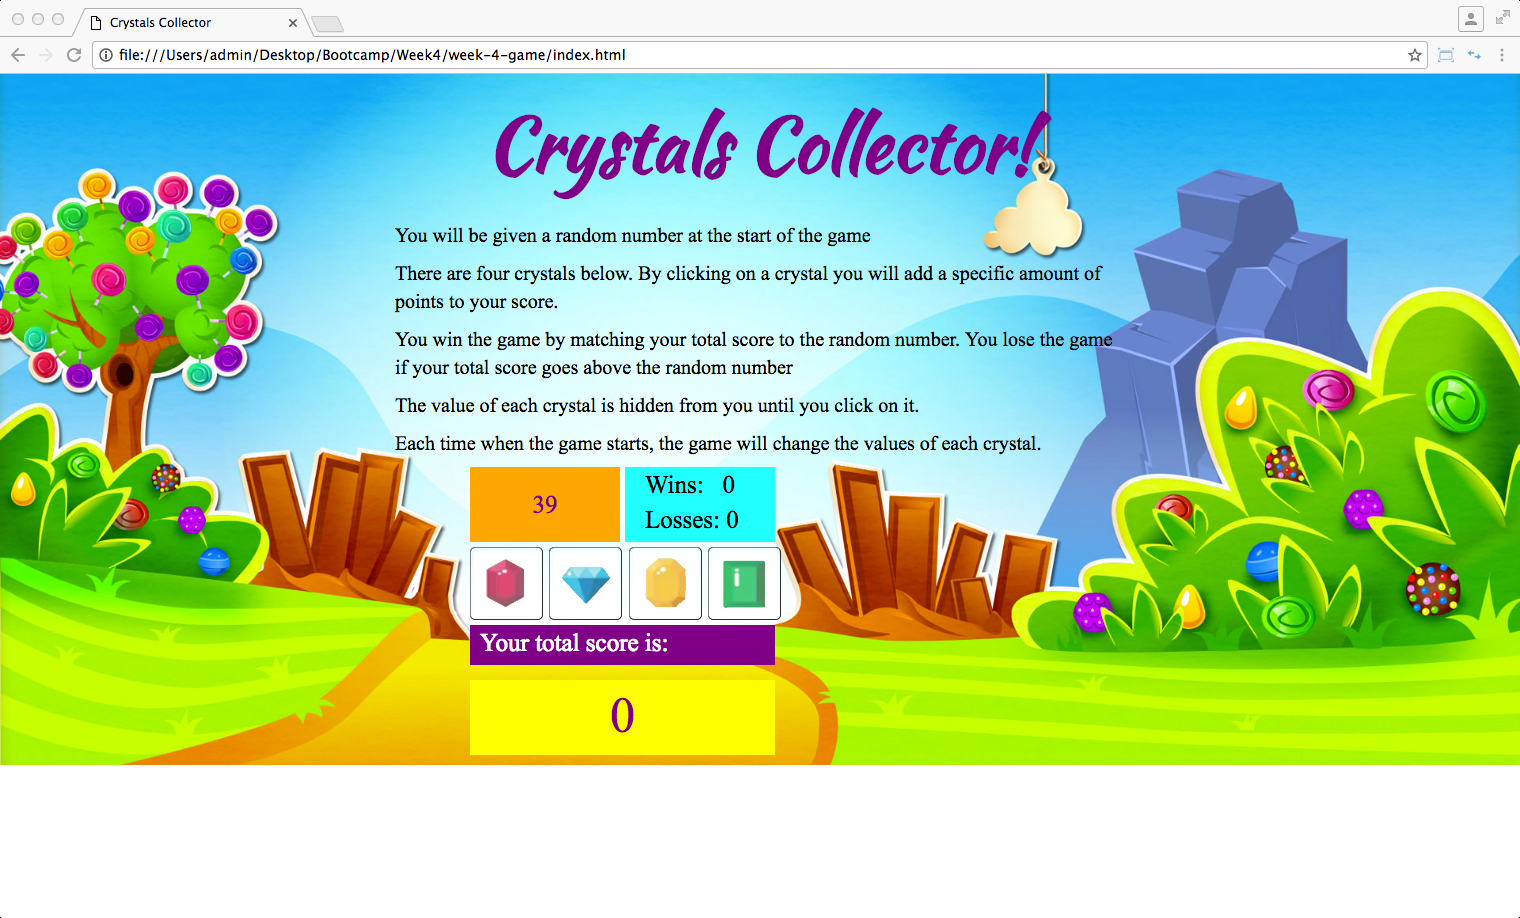 Crystals Collector
file:///Users/admin/Desktop/Bootcamp/Week4/week-4-game/index.html
Crystals Collector!
You will be given a random number at the start of the game
There are four crystals below. By clicking on a crystal you will add a specific amount of
points to your score.
You win the game by matching your total score to the random number. You lose the game
if your total score goes above the random number
The value of each crystal is hidden from you until you click on it.
Each time when the game starts, the game will change the values of each crystal.
39
Wins: 0
Losses: 0
Your total score is:
0